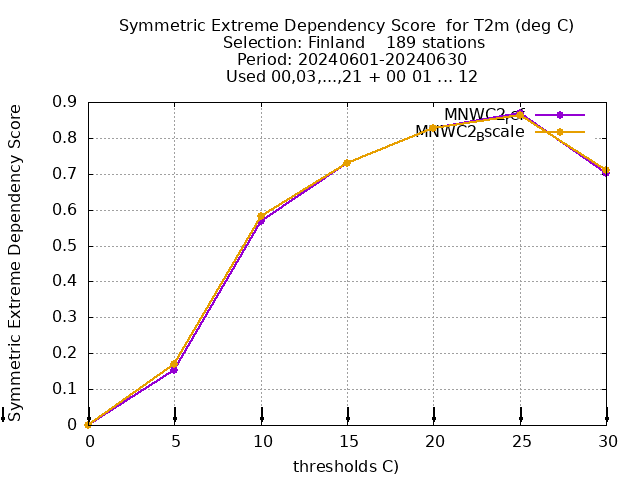 Symmetric Extreme Dependency Score for T2m (deg C)
Selection: Finland 189 stations
Period: 20240601-20240630
Used 00,03,...,21 + 00 01 ... 12
Symmetric Extreme Dependency Score
0.9
0.8
0.7
0.6
0.5
0.4
0.3
0.2
0.1
0
MNWC2_ref
MNWC2_Bscale
0 5 10 15 20 25 30
thresholds C)